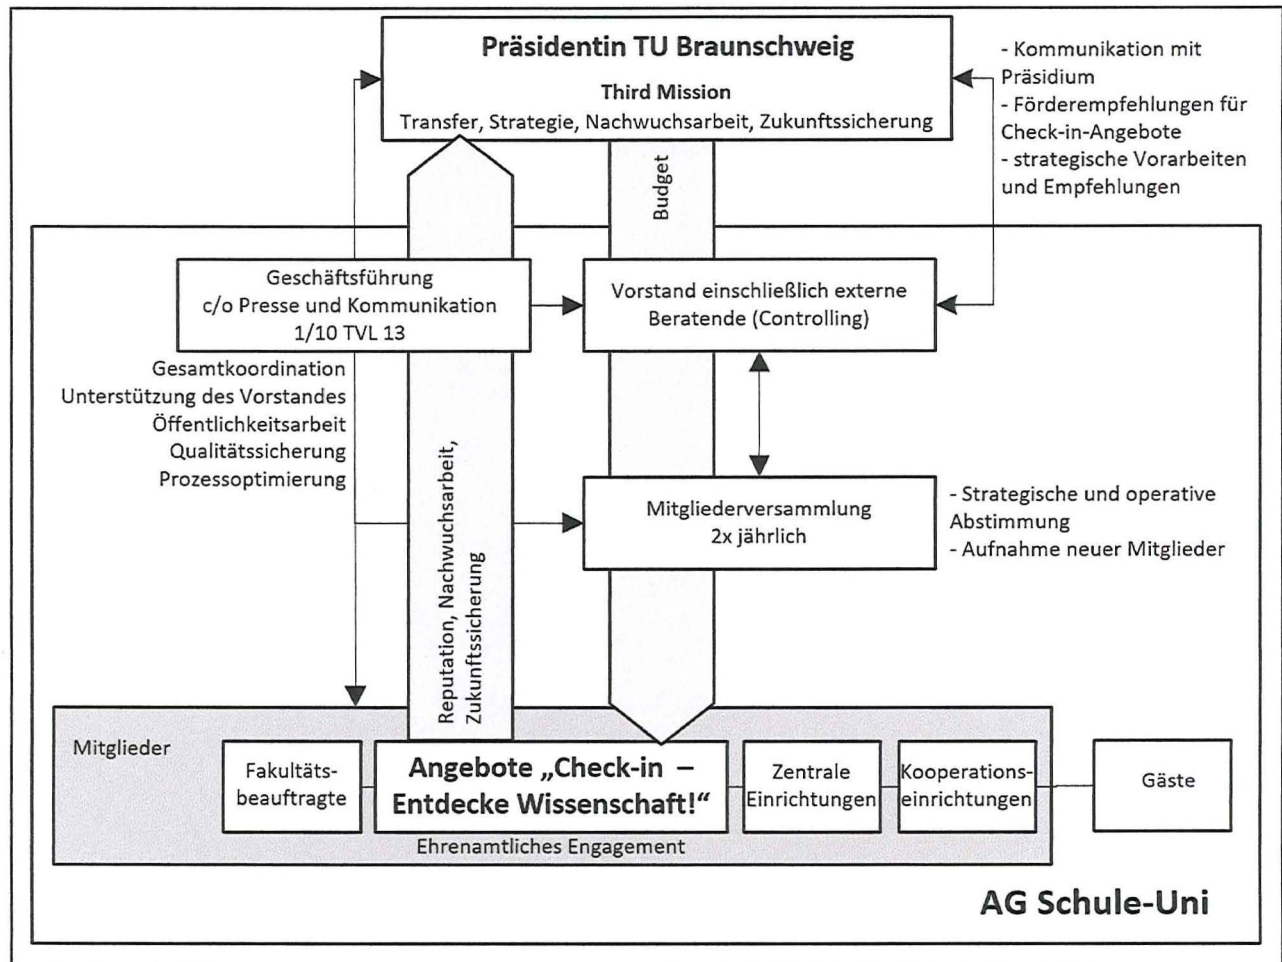 Präsidentin TU Braunschweig
Third Mission
Transfer, Strategie, Nachwuchsarbeit, Zukunftssicherung
- Kommunikation mit
Präsidium
- Förderempfehlungen für
Check-in-Angebote
- strategische Vorarbeiten
und Empfehlungen
Budget
Geschäftsführung
c/o Presse und Kommunikation
1/10 TVL 13
Vorstand einschließlich externe
Beratende (Controlling)
Gesamtkoordination
Unterstützung des Vorstandes
Öffentlichkeitsarbeit
Qualitätssicherung
Prozessoptimierung
Reputation, Nachwuchsarbeit,
Zukunftssicherung
Mitgliederversammlung
2x jährlich
- Strategische und operative
Abstimmung
- Aufnahme neuer Mitglieder
Mitglieder
Fakultäts-
beauftragte
Angebote „Check-in –
Entdecke Wissenschaft!“
Zentrale
Einrichtungen
Kooperations-
einrichtungen
Gäste
Ehrenamtliches Engagement
AG Schule-Uni